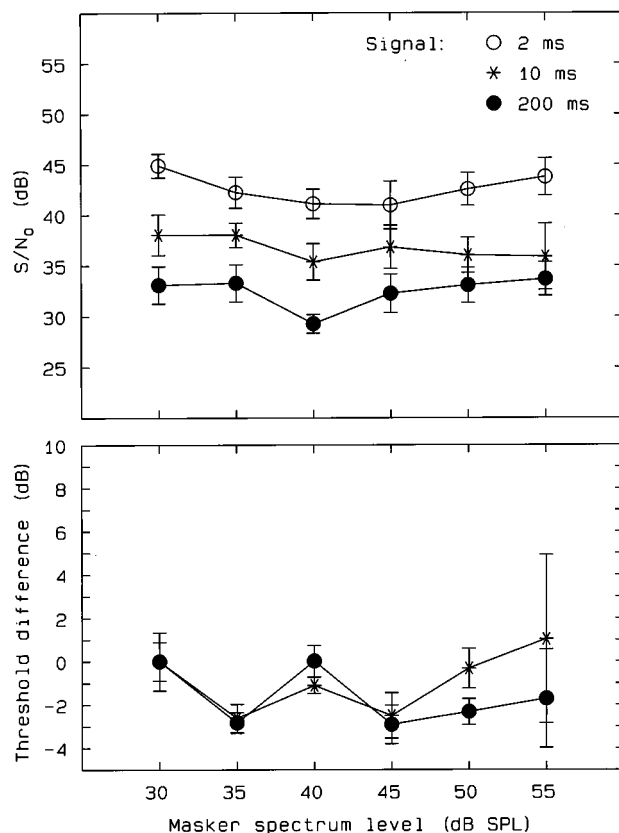 Signal: ○ 2 ms
✳ 10 ms
● 200 ms
S/N₀ (dB)
55
50
45
40
35
30
25
Threshold difference (dB)
10
8
6
4
2
0
-2
-4
30 35 40 45 50 55
Masker spectrum level (dB SPL)